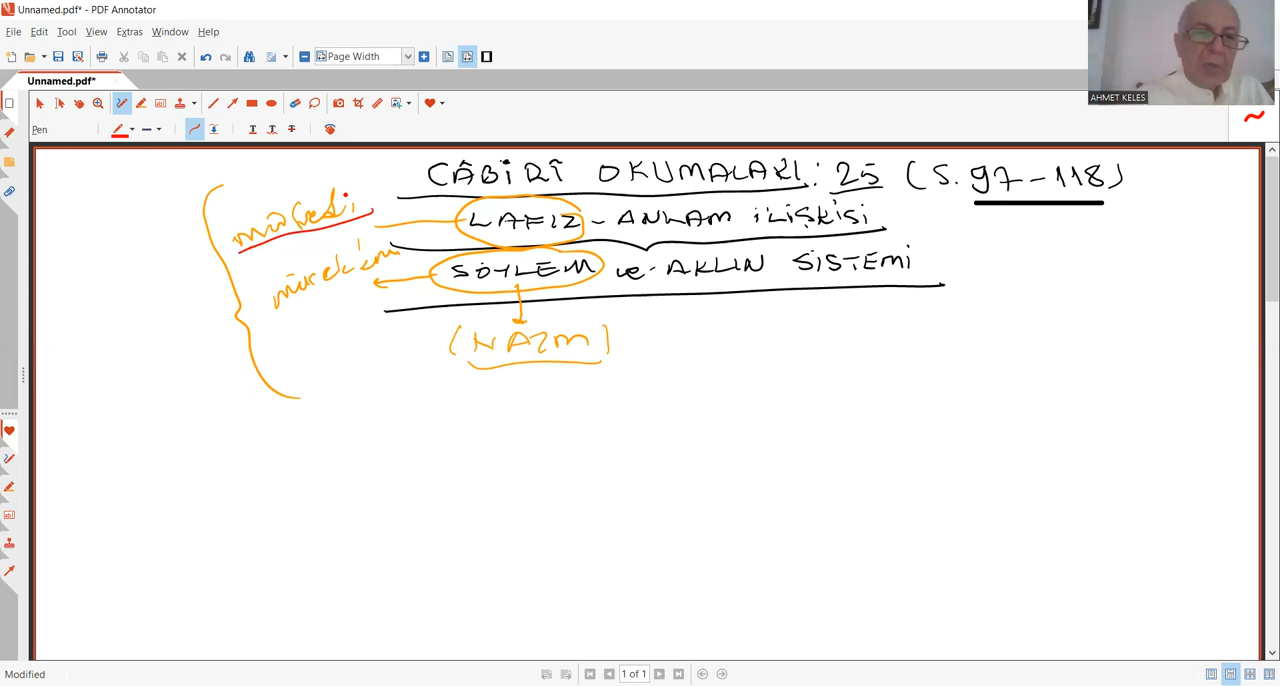 Unnamed.pdf* - PDF Annotator
File Edit Tool View Extras Window Help
Page Width
Unnamed.pdf*
AHMET KELES
Pen
CÂBİRÎ OKUMALARI: 25 (S. 97-118)
LAFIZ - ANLAM İLİŞKİSİ
SÖYLEM ve AKLIN SİSTEMİ
(NAZM)
Modified
1 of 1